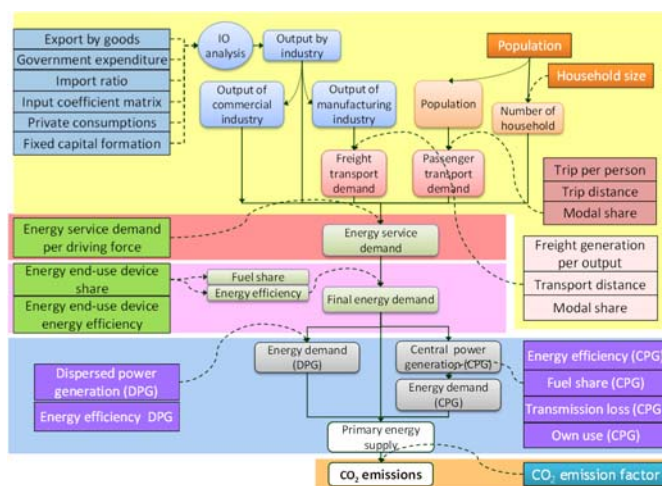 Export by goods
Government expenditure
Import ratio
Input coefficient matrix
Private consumptions
Fixed capital formation
IO
analysis
Output by
industry
Population
Household size
Output of
commercial
industry
Output of
manufacturing
industry
Population
Number of
household
Freight
transport
demand
Passenger
transport
demand
Trip per person
Trip distance
Modal share
Energy service demand
per driving force
Energy service
demand
Freight generation
per output
Transport distance
Modal share
Energy end-use device
share
Energy end-use device
energy efficiency
Fuel share
Energy efficiency
Final energy demand
Dispersed power
generation (DPG)
Energy efficiency DPG
Energy demand
(DPG)
Central power
generation (CPG)
Energy demand
(CPG)
Energy efficiency (CPG)
Fuel share (CPG)
Transmission loss (CPG
Own use (CPG)
Primary energy
supply
CO2 emissions
CO2 emission factor